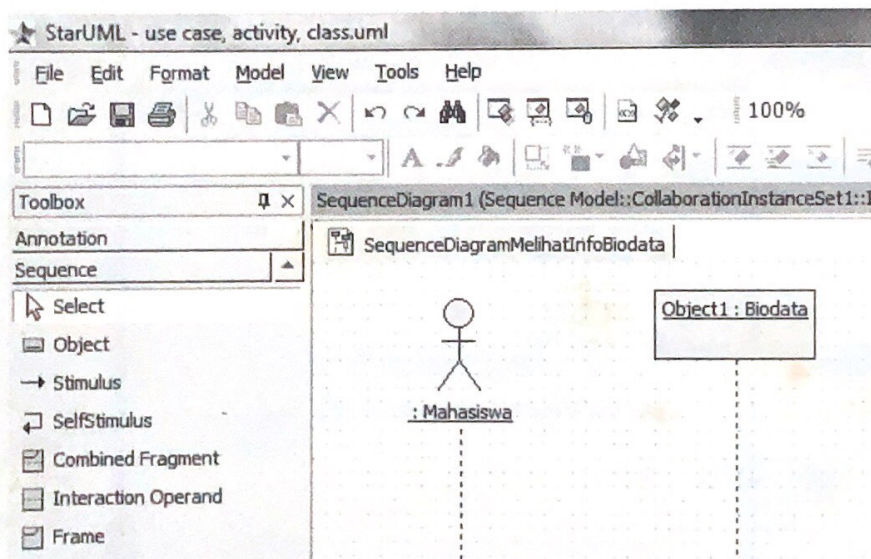 StarUML - use case, activity, class.uml
File Edit Format Model View Tools Help
100%
Toolbox
SequenceDiagram1 (Sequence Model::CollaborationInstanceSet1::I
Annotation
SequenceDiagramMelihatInfoBiodata
Sequence
Select
Object1 : Biodata
Object
Stimulus
: Mahasiswa
SelfStimulus
Combined Fragment
Interaction Operand
Frame